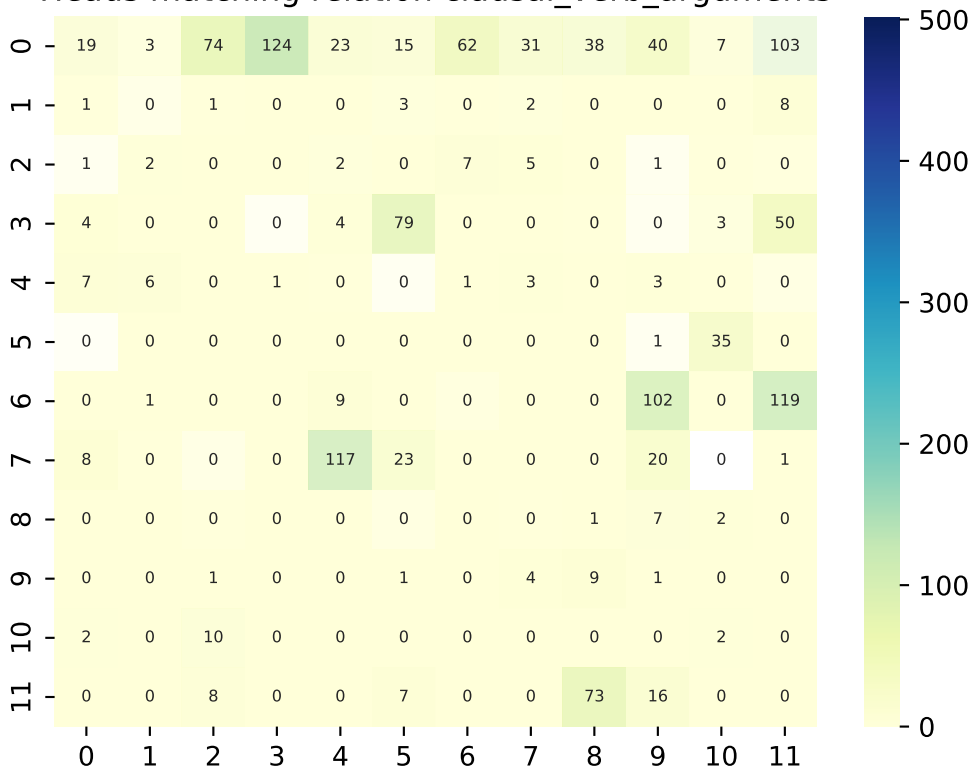 Heads matching relation clausal_verb_arguments
0 19 3 74 124 23 15 62 31 38 40 7 103
1 1 0 1 0 0 3 0 2 0 0 0 8
2 1 2 0 0 2 0 7 5 0 1 0 0
3 4 0 0 0 4 79 0 0 0 0 3 50
4 7 6 0 1 0 0 1 3 0 3 0 0
5 0 0 0 0 0 0 0 0 0 1 35 0
6 0 1 0 0 9 0 0 0 0 102 0 119
7 8 0 0 0 117 23 0 0 0 20 0 1
8 0 0 0 0 0 0 0 0 1 7 2 0
9 0 0 1 0 0 1 0 4 9 1 0 0
10 2 0 10 0 0 0 0 0 0 0 2 0
11 0 0 8 0 0 7 0 0 73 16 0 0
0 1 2 3 4 5 6 7 8 9 10 11
500
400
300
200
100
0